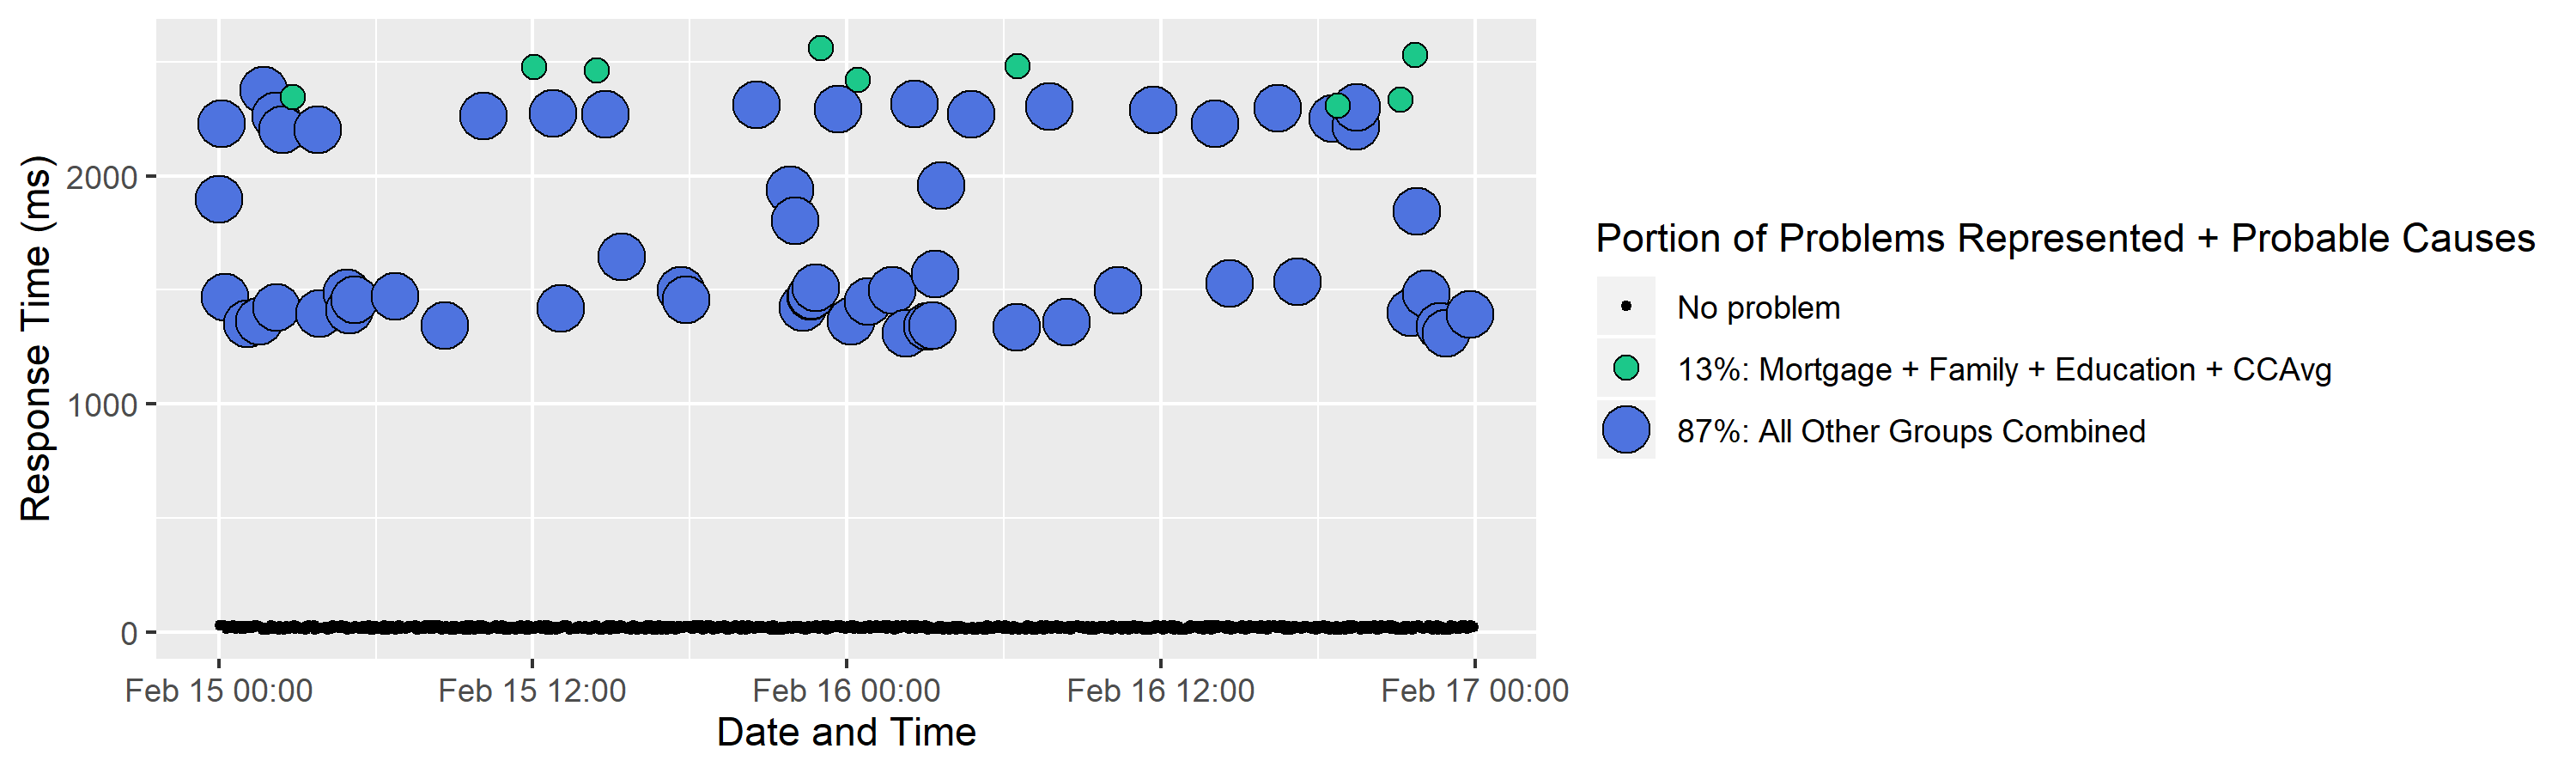 Response Time (ms)
2000
1000
0
Feb 15 00:00
Feb 15 12:00
Feb 16 00:00
Feb 16 12:00
Feb 17 00:00
Date and Time
Portion of Problems Represented + Probable Causes
No problem
13%: Mortgage + Family + Education + CCAvg
87%: All Other Groups Combined